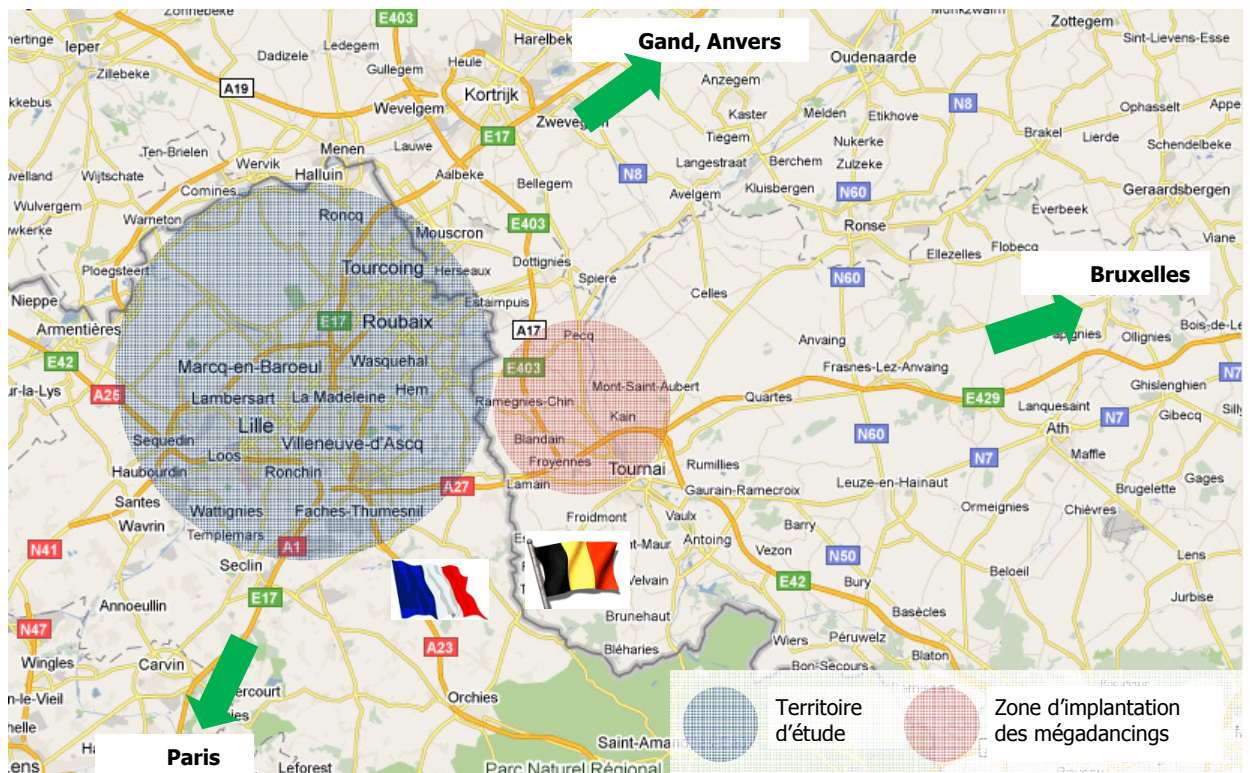 Zonnebeke
E403
Harelbeke
Gand, Anvers
Munkzwalm
Zottegem
Sint-Lievens-Esse
Ieper
Dadizele
Ledegem
Heule
Gullegem
Oudenaarde
Zillebeke
A19
Wevelgem
Kortrijk
Anzegem
N8
Ophasselt
Zwevegem
E17
Kaster
Melden
Etikhove
Tiegem
Nukerke
Brakel
Lierde
Schendelbeke
Ten-Brielen
Menen
Lauwe
Wervik
Halluin
Aalbeke
N8
Langestraat
Berchem
Zulzeke
Wijtschate
Comines
Bellegem
Avelgem
Kluisbergen
N60
Geraardsbergen
Wulvergem
Warneton
Roncq
E403
Everbeek
Mouscron
Ronse
Viane
Ploegsteert
Tourcoing
Herseaux
Dottignies
Spiere
Ellezelles
Flobecq
Nieppe
Estaimpuis
Celles
N60
Bruxelles
Armentières
E17
Roubaix
A17
Pecq
Ollignies
E42
Marcq-en-Baroeul
Wasquehal
E403
Anvaing
Frasnes-Lez-Anvaing
A25
Lambersart
La Madeleine
Hem
Ramegnies-Chin
Mont-Saint-Aubert
Quartes
E429
Ghislenghien
Lille
Kain
Lanquesaint
N7
Gibecq
Sequedin
Villeneuve-d'Ascq
Blandain
N60
Ath
Loos
Froyennes
Maffle
Haubourdin
Ronchin
A27
Lamain
Tournai
Rumillies
N7
Santes
Gaurain-Ramecroix
Leuze-en-Hainaut
Brugelette
Gages
Wattignies
Faches-Thumesnil
Froidmont
Vaulx
Ormeignies
Chièvres
Wavrin
Templemars
Barry
N41
A1
Antoing
Vezon
N50
Lens
Seclin
E42
Bury
Beloeil
Annoeullin
E17
Jurbise
Brunehaut
Basècles
N47
A23
Bléharies
Wiers
Péruwelz
Wingles
Carvin
Blaton
Bon-Secours
Orchies
Territoire
d'étude
Zone d'implantation
des mégadancings
Paris
Leforest
Parc Naturel Régional